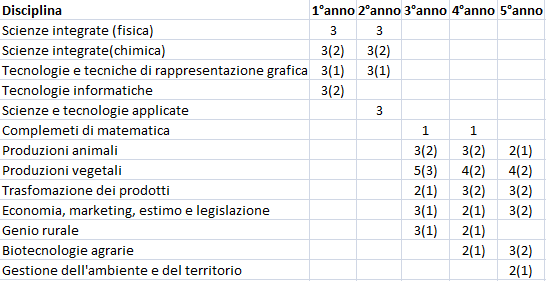 Disciplina 1°anno 2°anno 3°anno 4°anno 5°anno
Scienze integrate (fisica) 3 3
Scienze integrate(chimica) 3(2) 3(2)
Tecnologie e tecniche di rappresentazione grafica 3(1) 3(1)
Tecnologie informatiche 3(2)
Scienze e tecnologie applicate 3
Complemeti di matematica 1 1
Produzioni animali 3(2) 3(2) 2(1)
Produzioni vegetali 5(3) 4(2) 4(2)
Trasfomazione dei prodotti 2(1) 3(2) 3(2)
Economia, marketing, estimo e legislazione 3(1) 2(1) 3(2)
Genio rurale 3(1) 2(1)
Biotecnologie agrarie 2(1) 3(2)
Gestione dell'ambiente e del territorio 2(1)